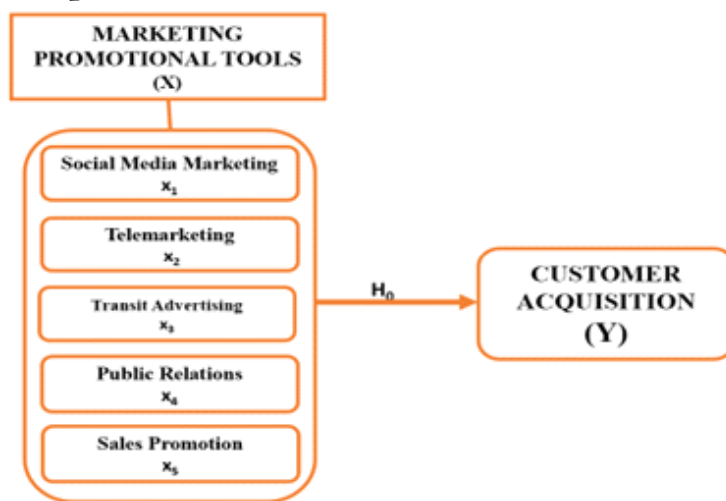 MARKETING
PROMOTIONAL TOOLS
(X)
Social Media Marketing
x₁
Telemarketing
x₂
Transit Advertising
x₃
Public Relations
x₄
Sales Promotion
x₅
H₀
CUSTOMER
ACQUISITION
(Y)